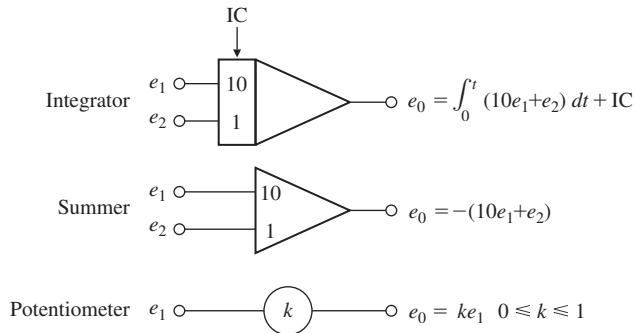 IC
Integrator e₁ 10 e₀ = ∫₀ᵗ (10e₁+e₂) dt + IC
e₂ 1
Summer e₁ 10 e₀ = −(10e₁+e₂)
e₂ 1
Potentiometer e₁ k e₀ = ke₁ 0 ≤ k ≤ 1